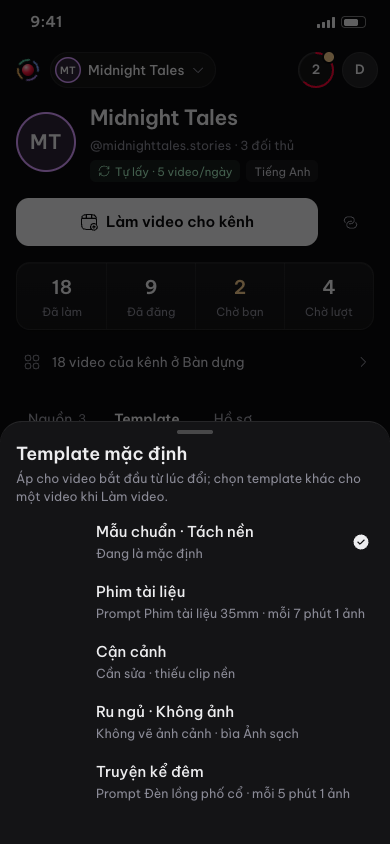 9:41
MT Midnight Tales
2
D
MT
Midnight Tales
@midnighttales.stories · 3 đối thủ
Tự lấy · 5 video/ngày
Tiếng Anh
Làm video cho kênh
18
9
2
4
Đã làm
Đã đăng
Chờ bạn
Chờ lượt
18 video của kênh ở Bàn dựng
Nguồn 3
Template
Hồ sơ
Template mặc định
Áp cho video bắt đầu từ lúc đổi; chọn template khác cho
một video khi Làm video.
Mẫu chuẩn · Tách nền
Đang là mặc định
Phim tài liệu
Prompt Phim tài liệu 35mm · mỗi 7 phút 1 ảnh
Cận cảnh
Cần sửa · thiếu clip nền
Ru ngủ · Không ảnh
Không vẽ ảnh cảnh · bìa Ảnh sạch
Truyện kể đêm
Prompt Đèn lồng phố cổ · mỗi 5 phút 1 ảnh